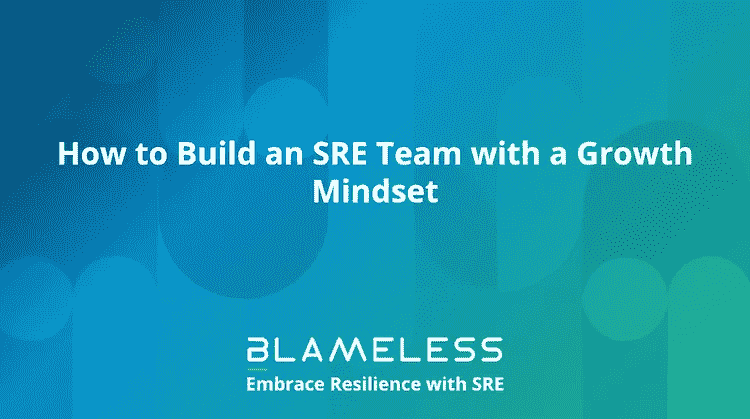 How to Build an SRE Team with a Growth
Mindset
BLAMELESS
Embrace Resilience with SRE